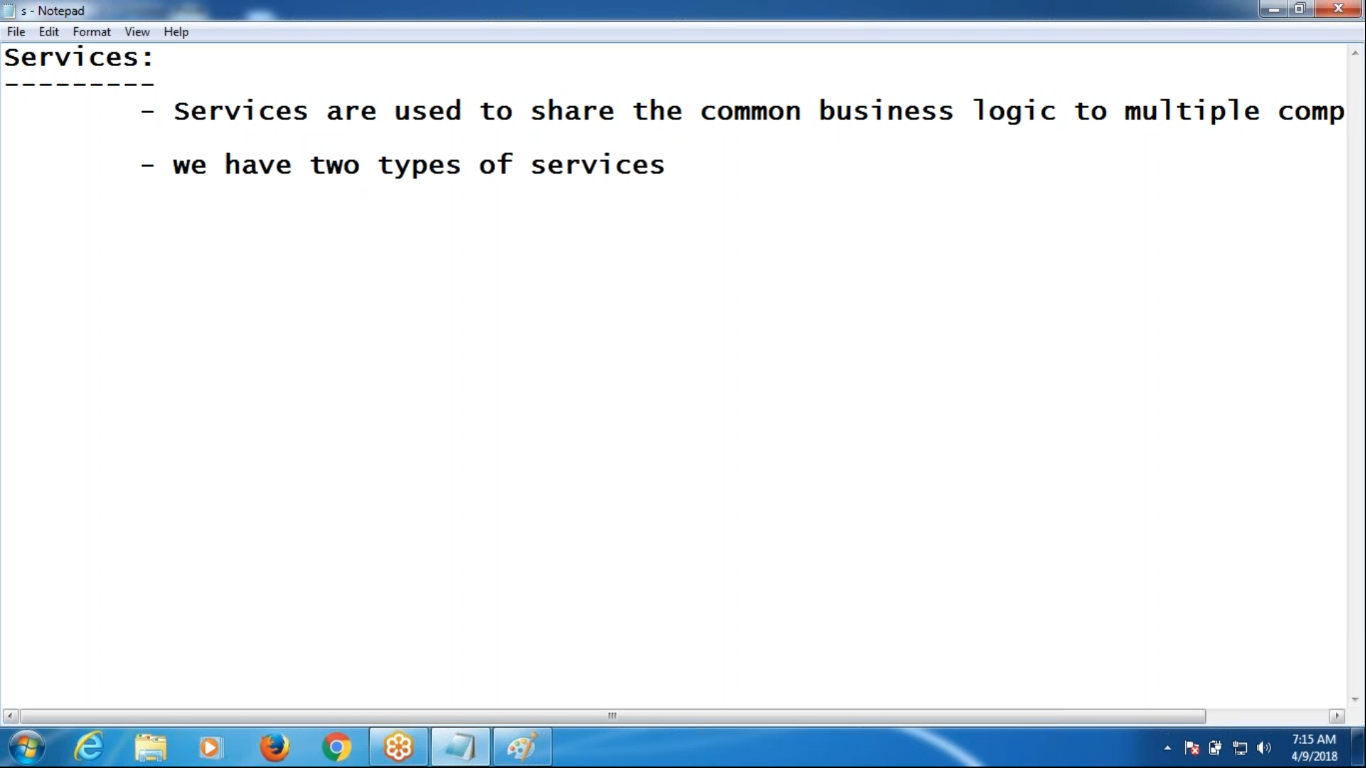 s - Notepad
File Edit Format View Help
Services:
---------
- Services are used to share the common business logic to multiple comp
- we have two types of services
7:15 AM
4/9/2018